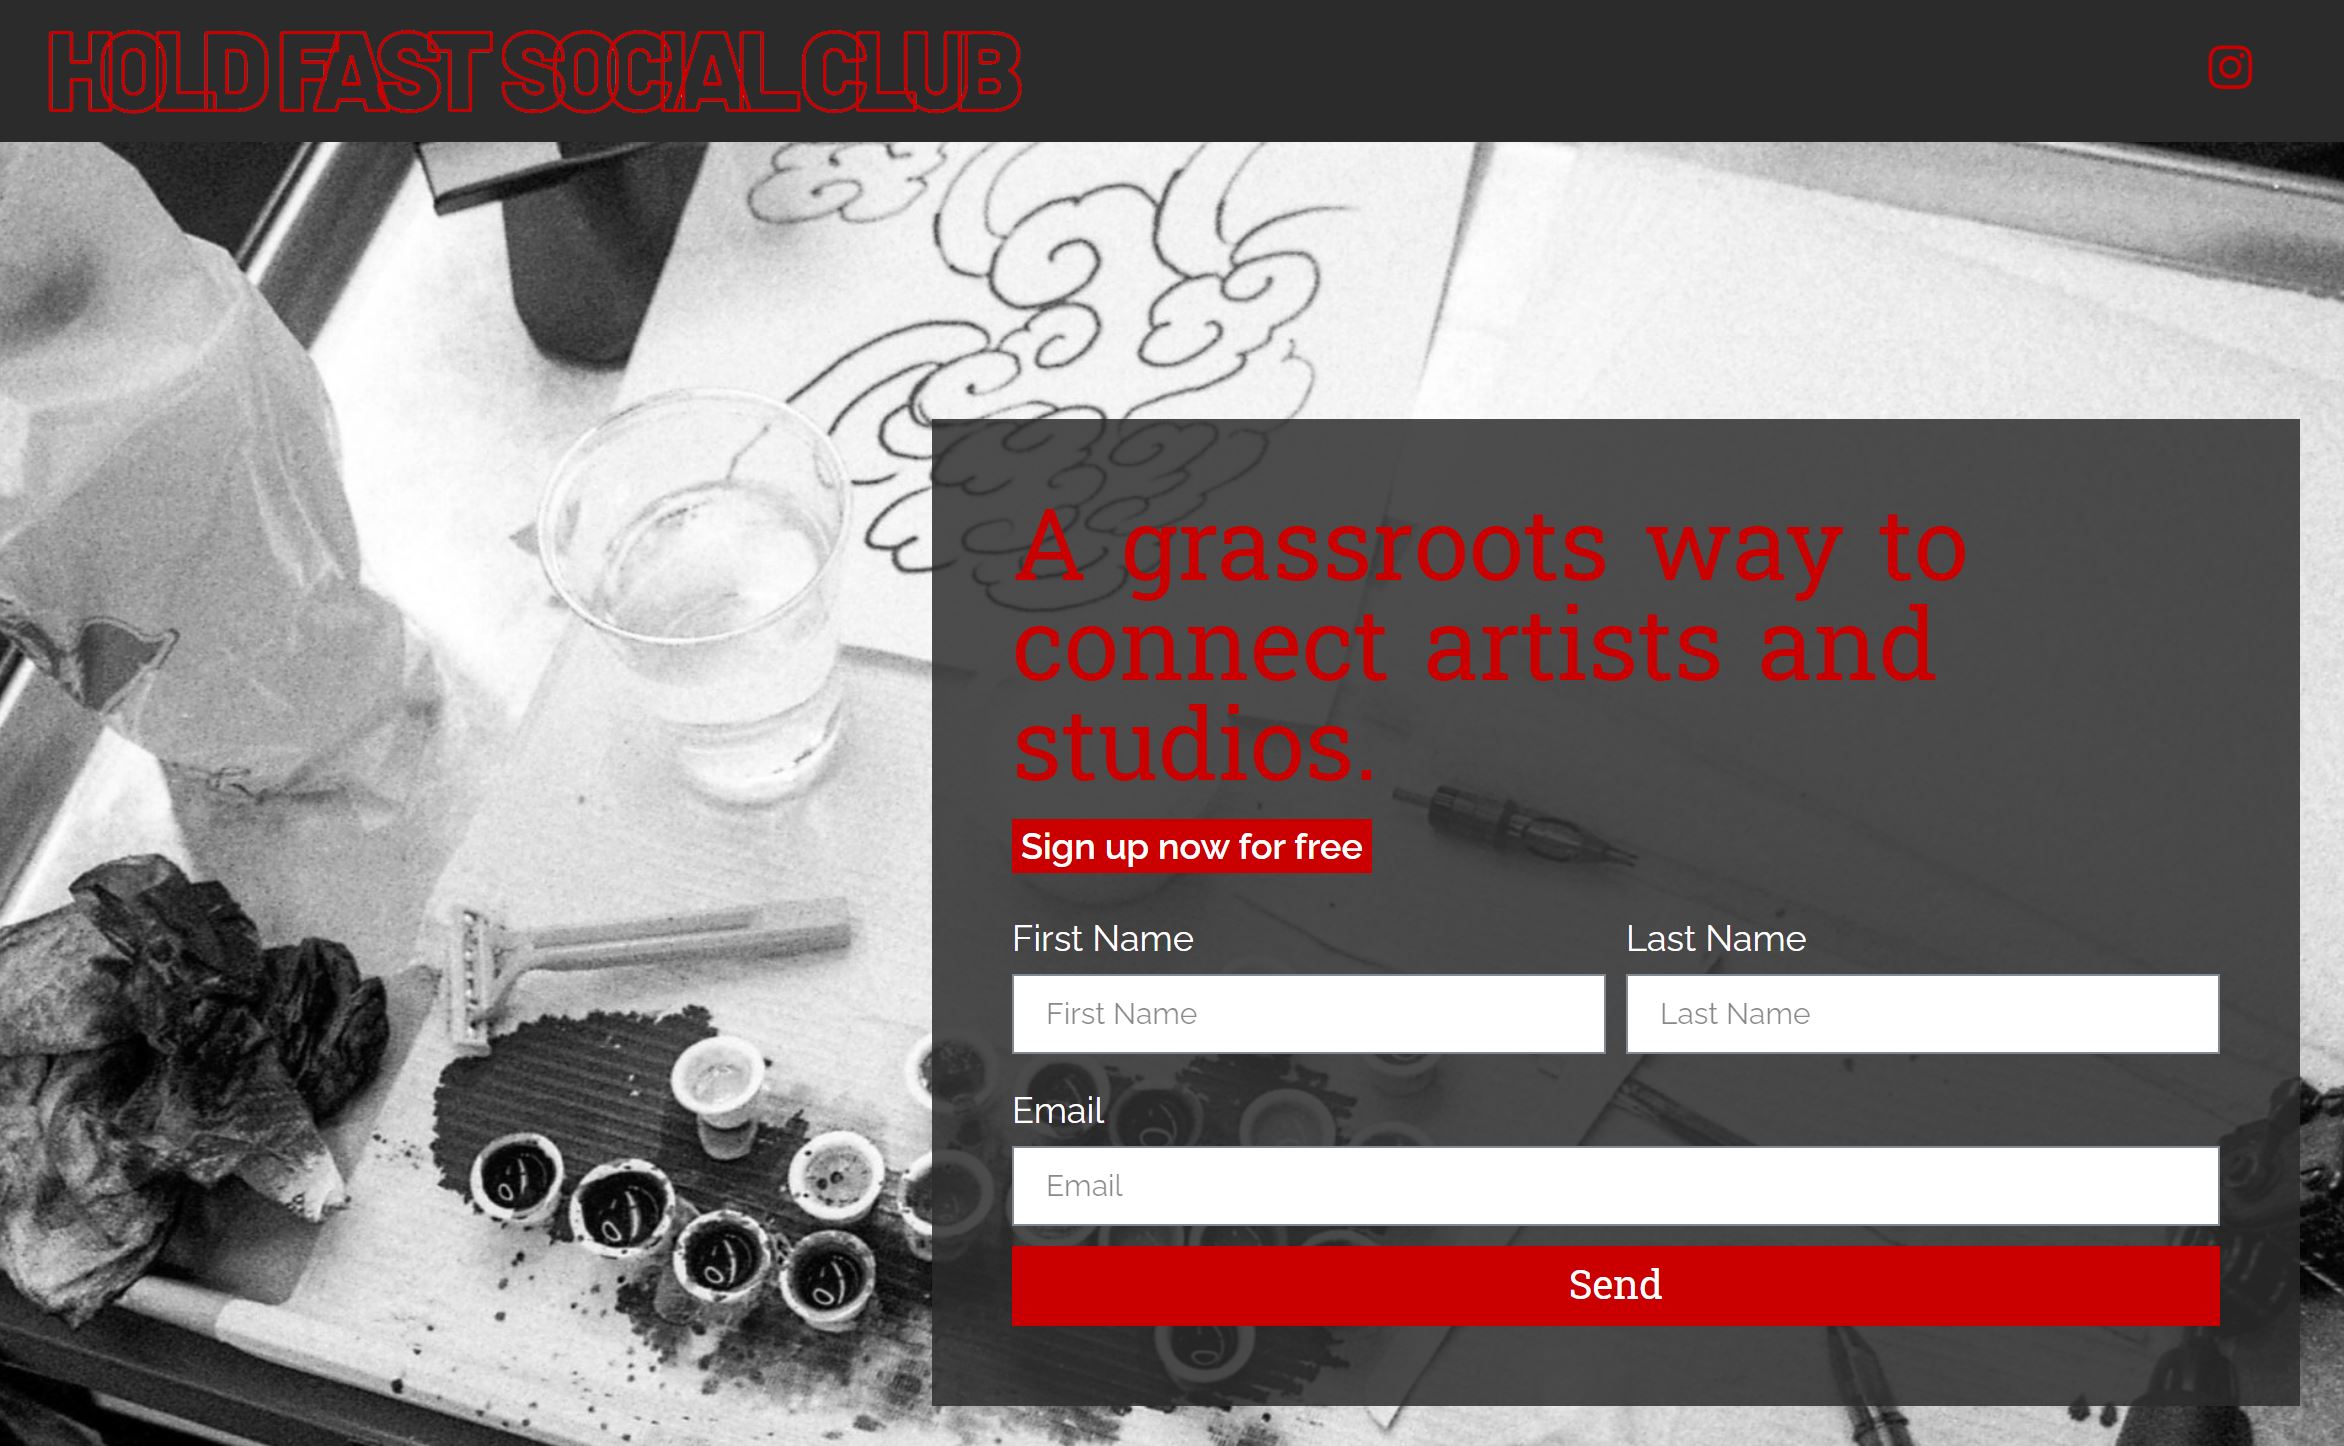 HOLD FAST SOCIAL CLUB
A grassroots way to
connect artists and
studios.
Sign up now for free
First Name
Last Name
First Name
Last Name
Email
Email
Send